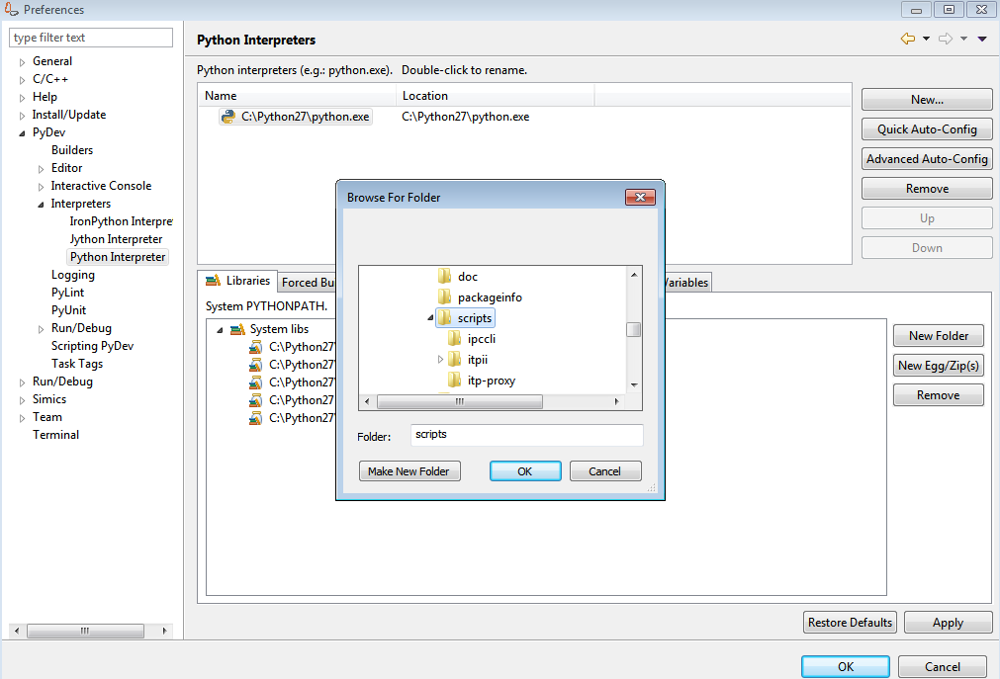 Preferences
type filter text
General
C/C++
Help
Install/Update
PyDev
Builders
Editor
Interactive Console
Interpreters
IronPython Interpre
Jython Interpreter
Python Interpreter
Logging
PyLint
PyUnit
Run/Debug
Scripting PyDev
Task Tags
Run/Debug
Simics
Team
Terminal
Python Interpreters
Python interpreters (e.g.: python.exe). Double-click to rename.
Name Location
C:\Python27\python.exe C:\Python27\python.exe
New...
Quick Auto-Config
Advanced Auto-Config
Remove
Up
Down
Libraries Forced Bu Variables
System PYTHONPATH.
System libs
C:\Python27
C:\Python27
C:\Python27
C:\Python27
C:\Python27
New Folder
New Egg/Zip(s)
Remove
Browse For Folder
doc
packageinfo
scripts
ipccli
itpii
itp-proxy
Folder: scripts
Make New Folder OK Cancel
Restore Defaults Apply
OK Cancel